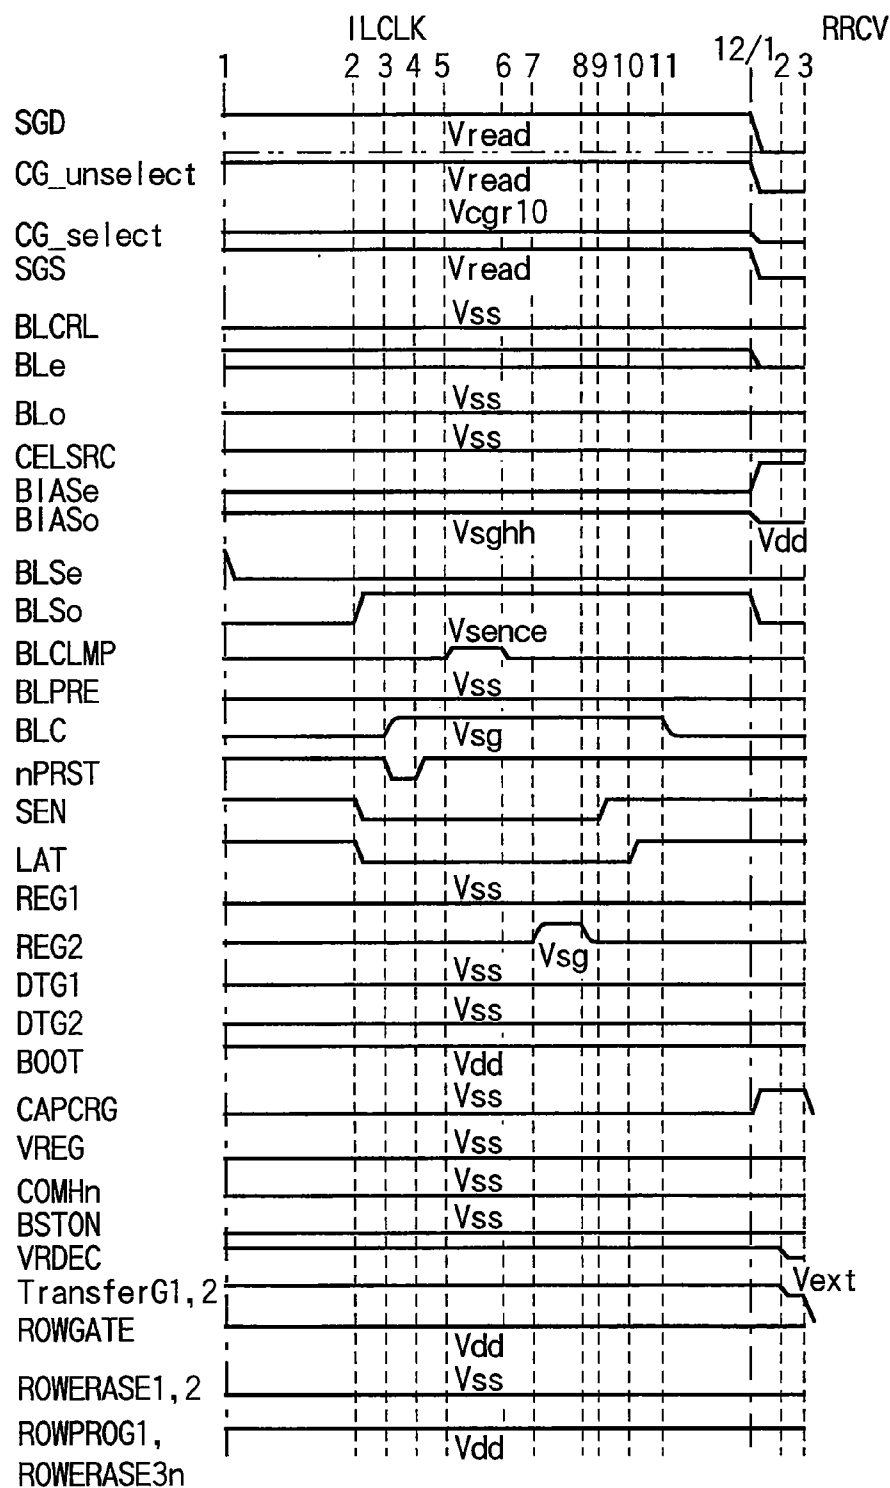 ILCLK RRCV
1 2 3 4 5 6 7 8 9 10 11 12/1 2 3
SGD
Vread
CG_unselect
Vread
Vcgr10
CG_select
SGS
Vread
BLCRL
Vss
BLe
BLo
Vss
CELSRC
Vss
BIASe
BIASo
Vsghh
Vdd
BLSe
BLSo
Vsence
BLCLMP
BLPRE
Vss
BLC
Vsg
nPRST
SEN
LAT
REG1
Vss
REG2
Vsg
DTG1
Vss
DTG2
Vss
BOOT
Vdd
CAPCRG
Vss
VREG
Vss
COMHn
Vss
BSTON
Vss
VRDEC
TransferG1,2
Vext
ROWGATE
Vdd
ROWERASE1,2
Vss
ROWPROG1,
ROWERASE3n
Vdd